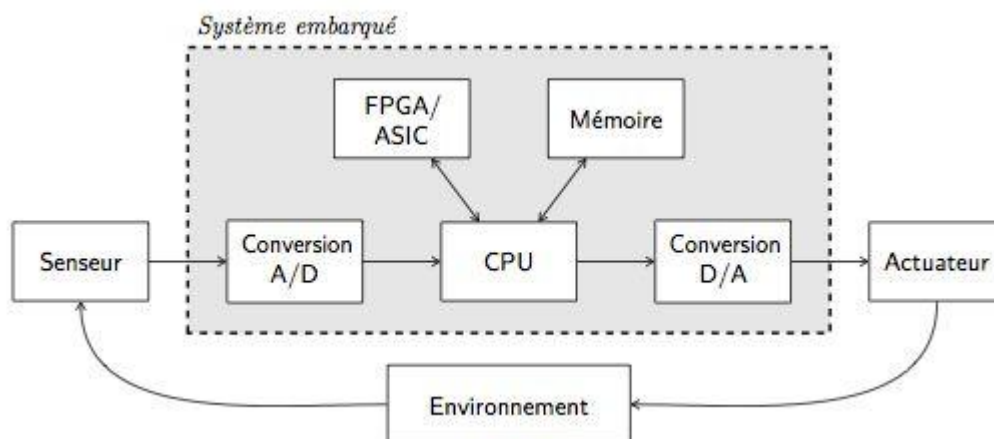 Système embarqué
FPGA/
ASIC
Mémoire
Senseur
Conversion
A/D
CPU
Conversion
D/A
Actuateur
Environnement